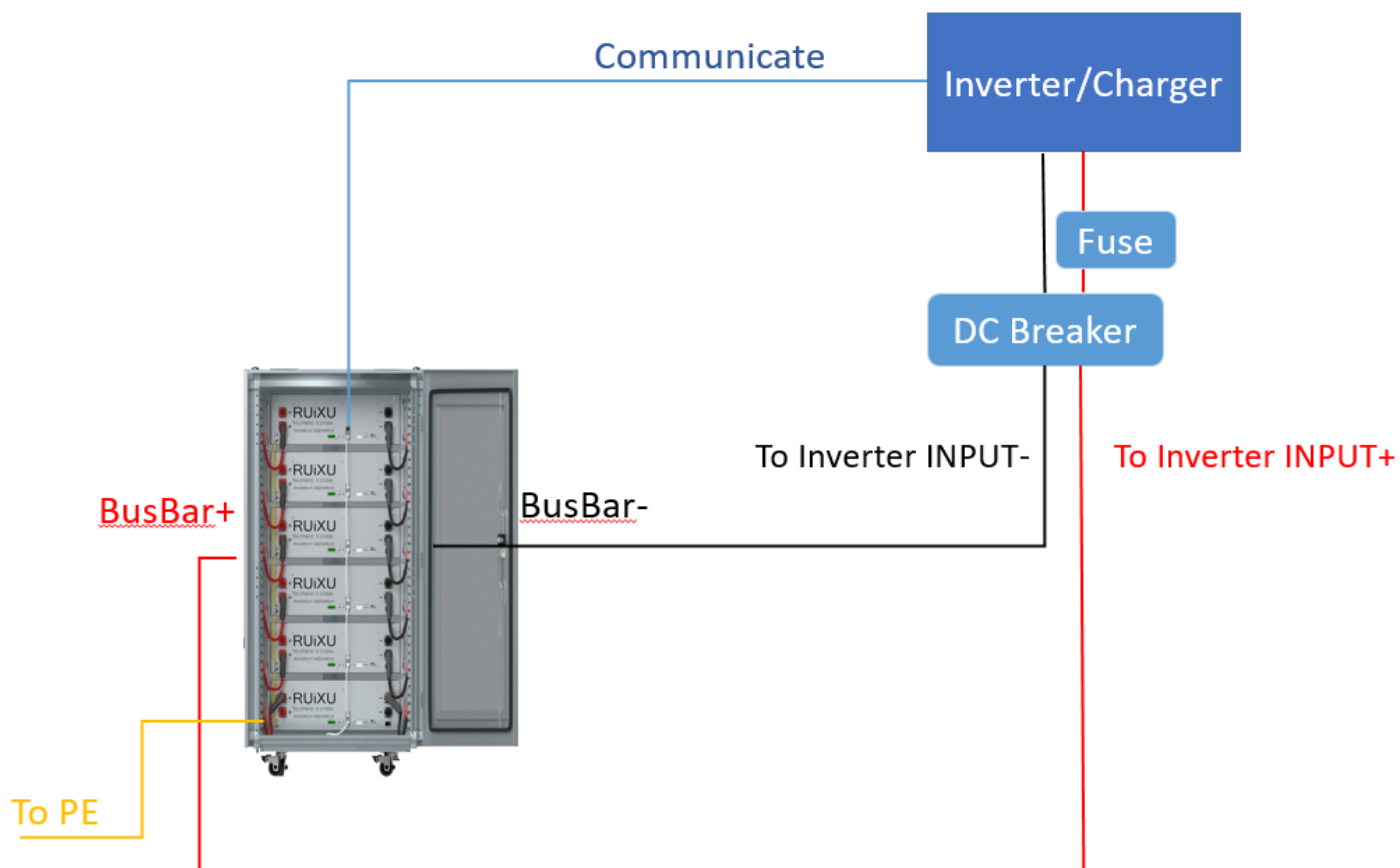 Communicate
Inverter/Charger
Fuse
DC Breaker
To Inverter INPUT-
To Inverter INPUT+
BusBar+
BusBar-
RUiXU
RUiXU
RUiXU
RUiXU
RUiXU
RUiXU
To PE